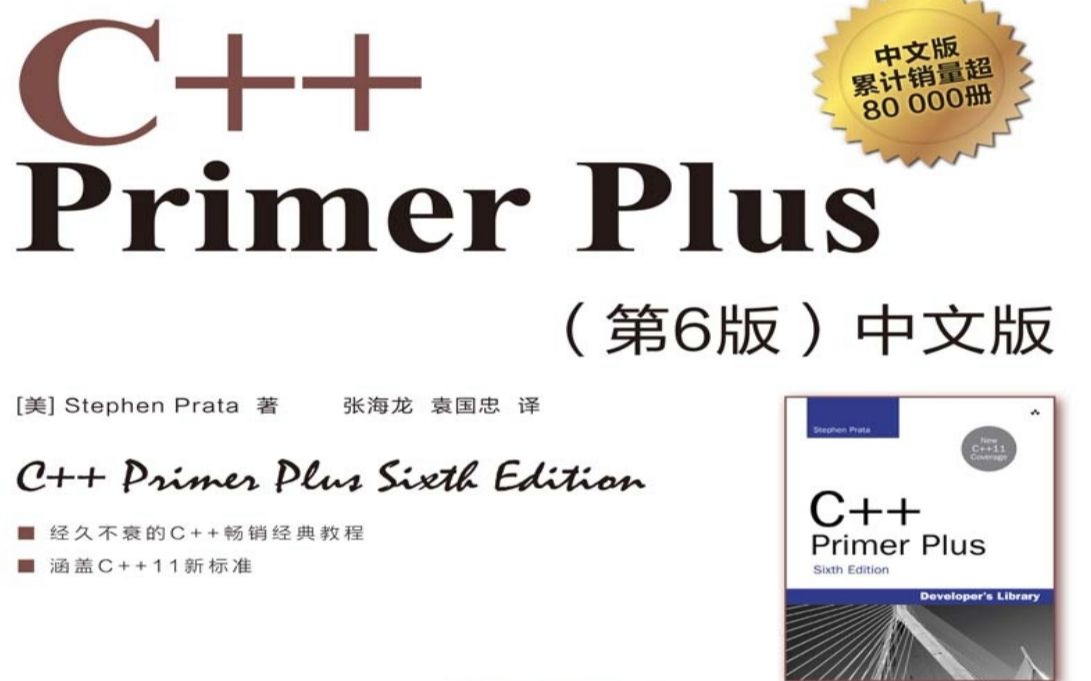 C++
中文版
累计销量超
80 000册
Primer Plus
（第6版）中文版
[美] Stephen Prata 著 张海龙 袁国忠 译
C++ Primer Plus Sixth Edition
■ 经久不衰的C++畅销经典教程
■ 涵盖C++11新标准
Stephen Prata
New
C++11
Coverage
C++
Primer Plus
Sixth Edition
Developer's Library